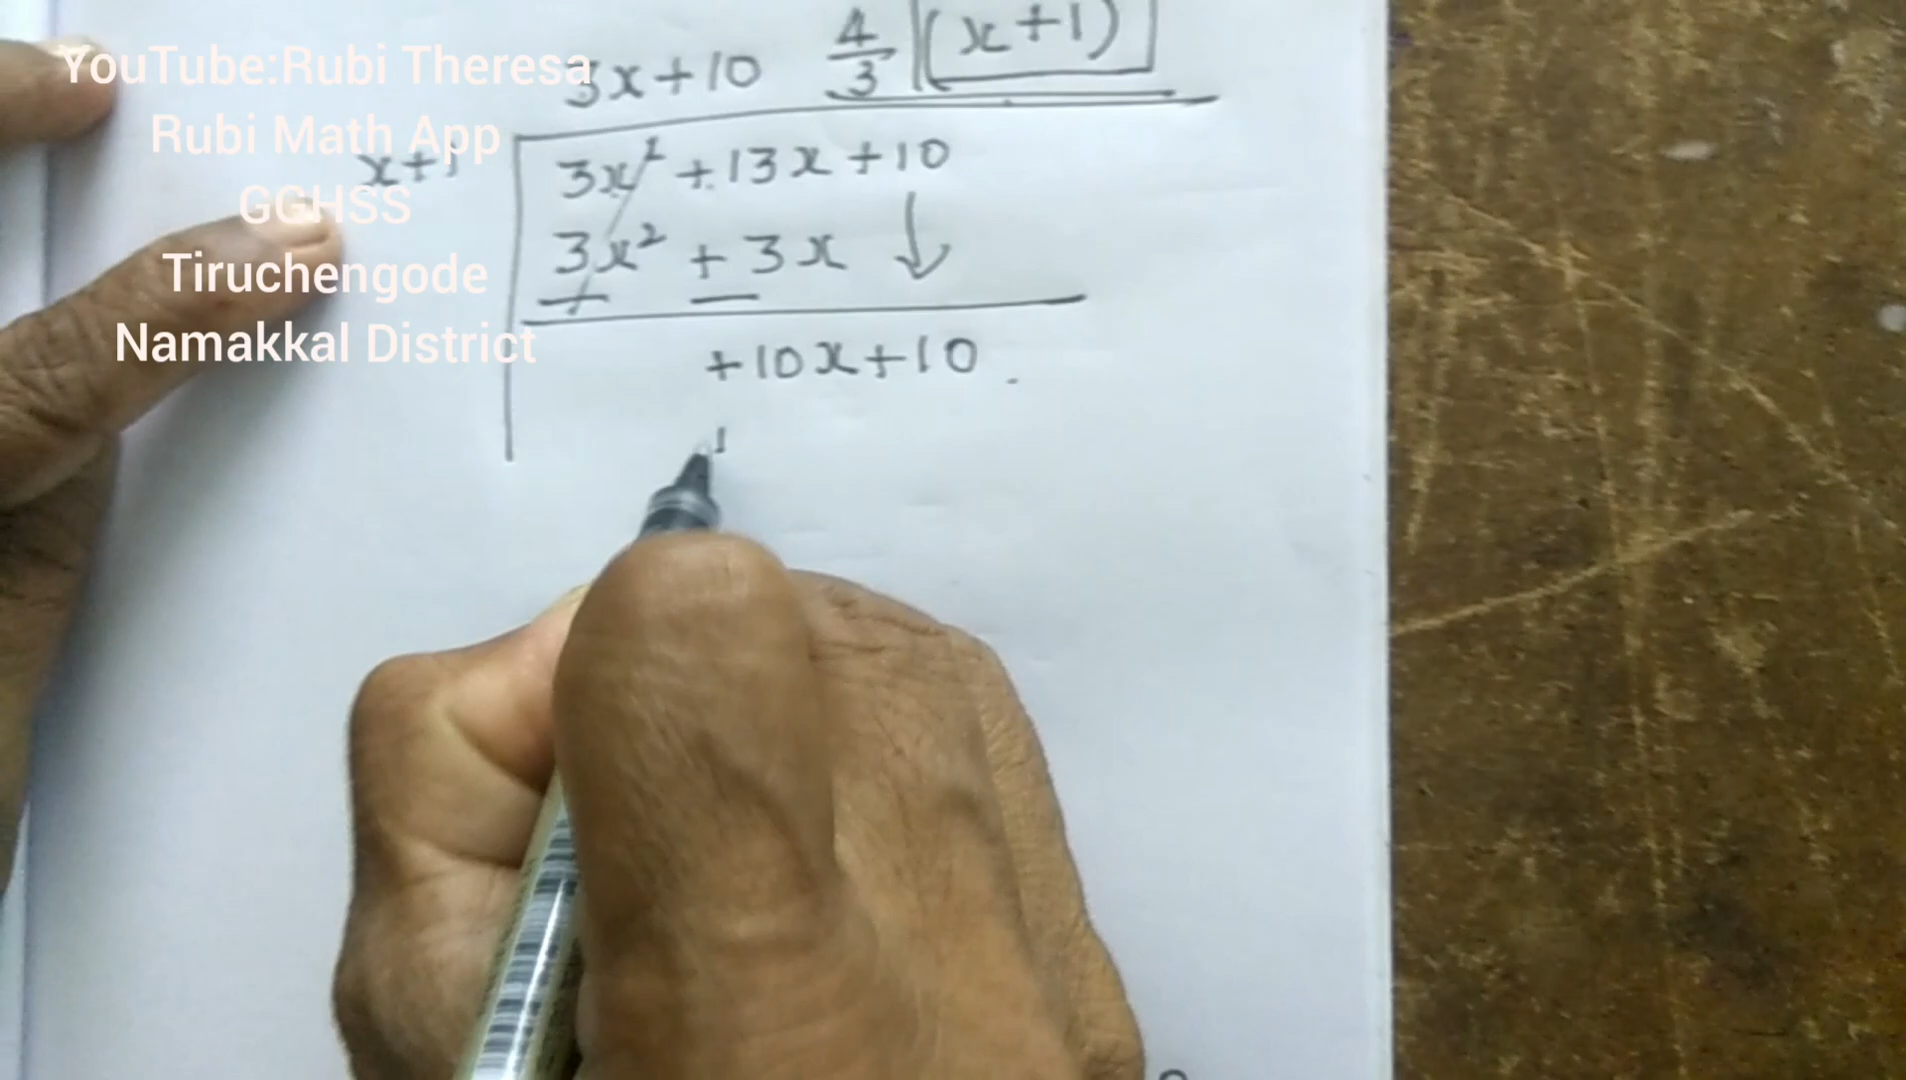 YouTube:Rubi Theresa
Rubi Math App
GGHSS
Tiruchengode
Namakkal District
4/3 (x+1)
3x+10
x+1 3x²+13x+10
3x²+3x
+10x+10